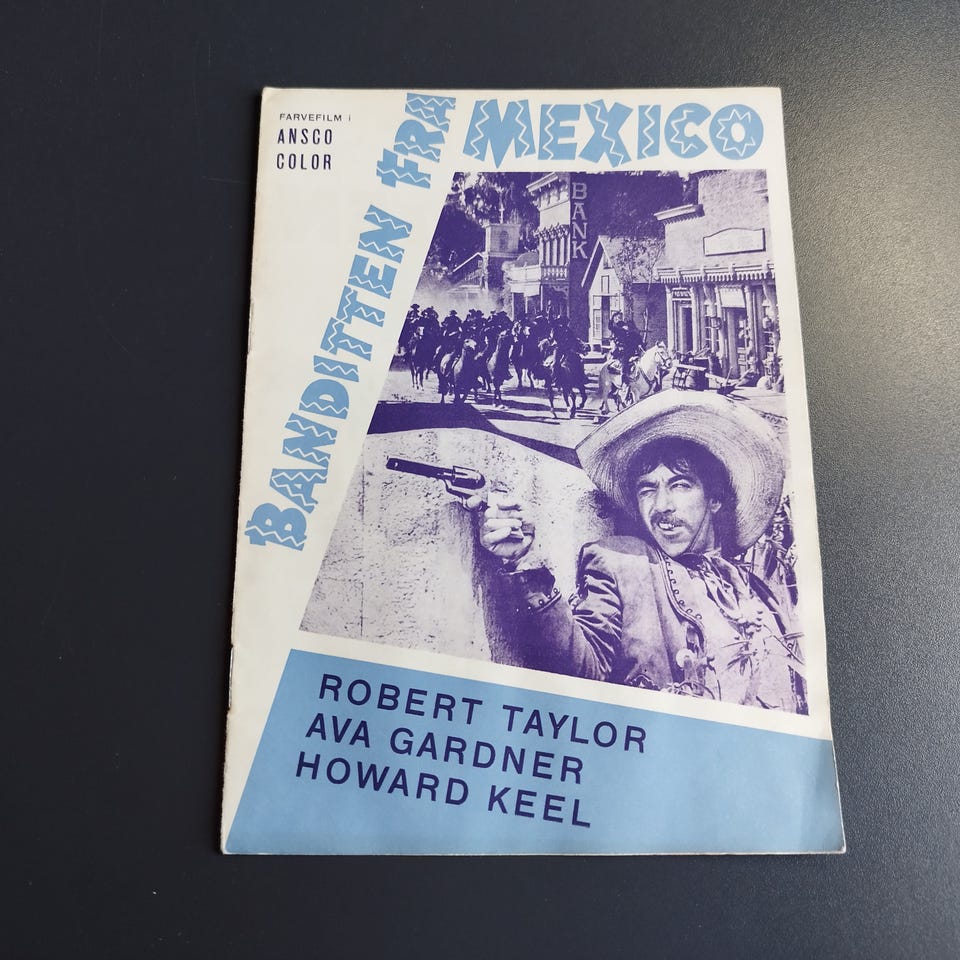 FARVEFILM i
ANSCO
COLOR
BANDITTEN FRA MEXICO
BANK
ROBERT TAYLOR
AVA GARDNER
HOWARD KEEL